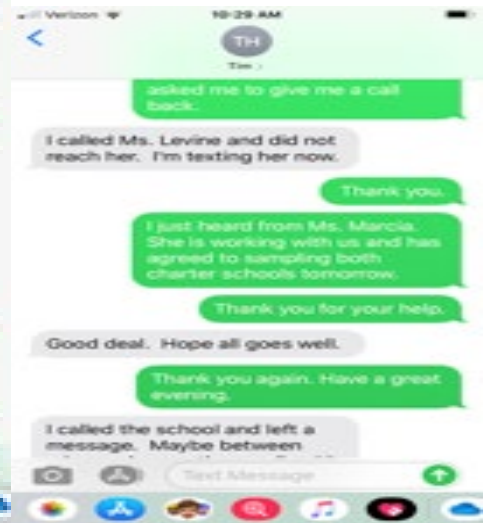 Verizon
10:29 AM
TH
Tim
asked me to give me a call
back.
I called Ms. Levine and did not
reach her. I'm texting her now.
Thank you.
I just heard from Ms. Marcia.
She is working with us and has
agreed to sampling both
charter schools tomorrow.
Thank you for your help.
Good deal. Hope all goes well.
Thank you again. Have a great
evening.
I called the school and left a
message. Maybe between
Text Message